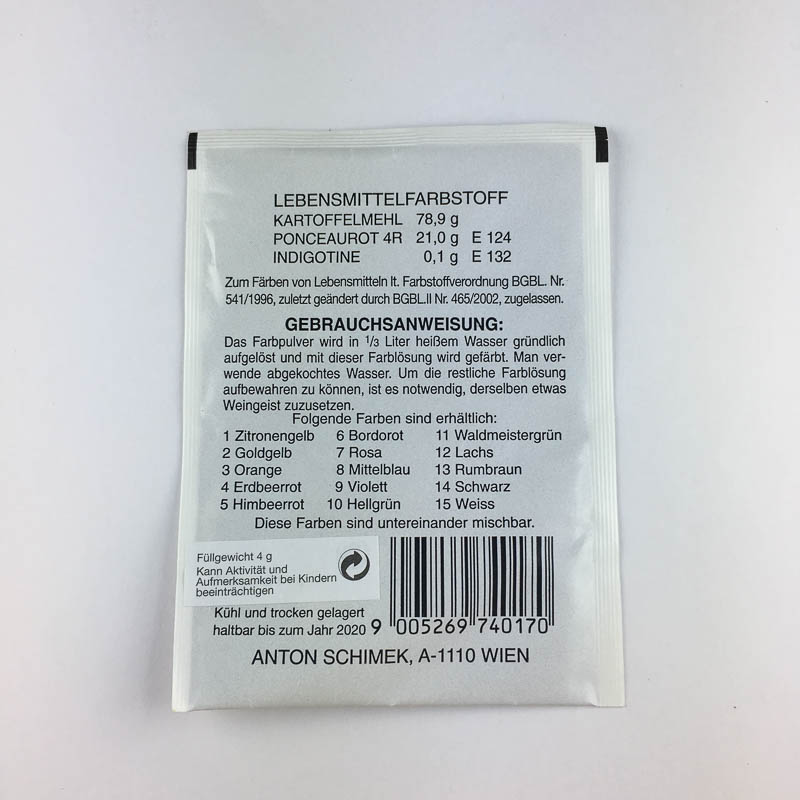 LEBENSMITTELFARBSTOFF
KARTOFFELMEHL 78,9 g
PONCEAUROT 4R 21,0 g E 124
INDIGOTINE 0,1 g E 132
Zum Färben von Lebensmitteln lt. Farbstoffverordnung BGBL. Nr.
541/1996, zuletzt geändert durch BGBL.II Nr. 465/2002, zugelassen.
GEBRAUCHSANWEISUNG:
Das Farbpulver wird in 1/3 Liter heißem Wasser gründlich
aufgelöst und mit dieser Farblösung wird gefärbt. Man ver-
wende abgekochtes Wasser. Um die restliche Farblösung
aufbewahren zu können, ist es notwendig, derselben etwas
Weingeist zuzusetzen.
Folgende Farben sind erhältlich:
1 Zitronengelb 6 Bordorot 11 Waldmeistergrün
2 Goldgelb 7 Rosa 12 Lachs
3 Orange 8 Mittelblau 13 Rumbraun
4 Erdbeerrot 9 Violett 14 Schwarz
5 Himbeerrot 10 Hellgrün 15 Weiss
Diese Farben sind untereinander mischbar.
Füllgewicht 4 g
Kann Aktivität und
Aufmerksamkeit bei Kindern
beeinträchtigen
Kühl und trocken gelagert
haltbar bis zum Jahr 2020
9 005269 740170
ANTON SCHIMEK, A-1110 WIEN